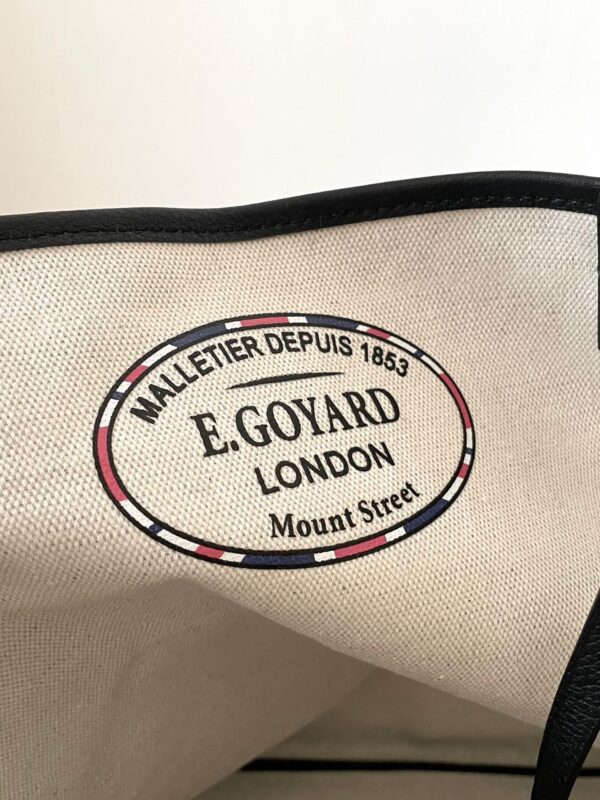 MALLETIER DEPUIS 1853
E.GOYARD
LONDON
Mount Street